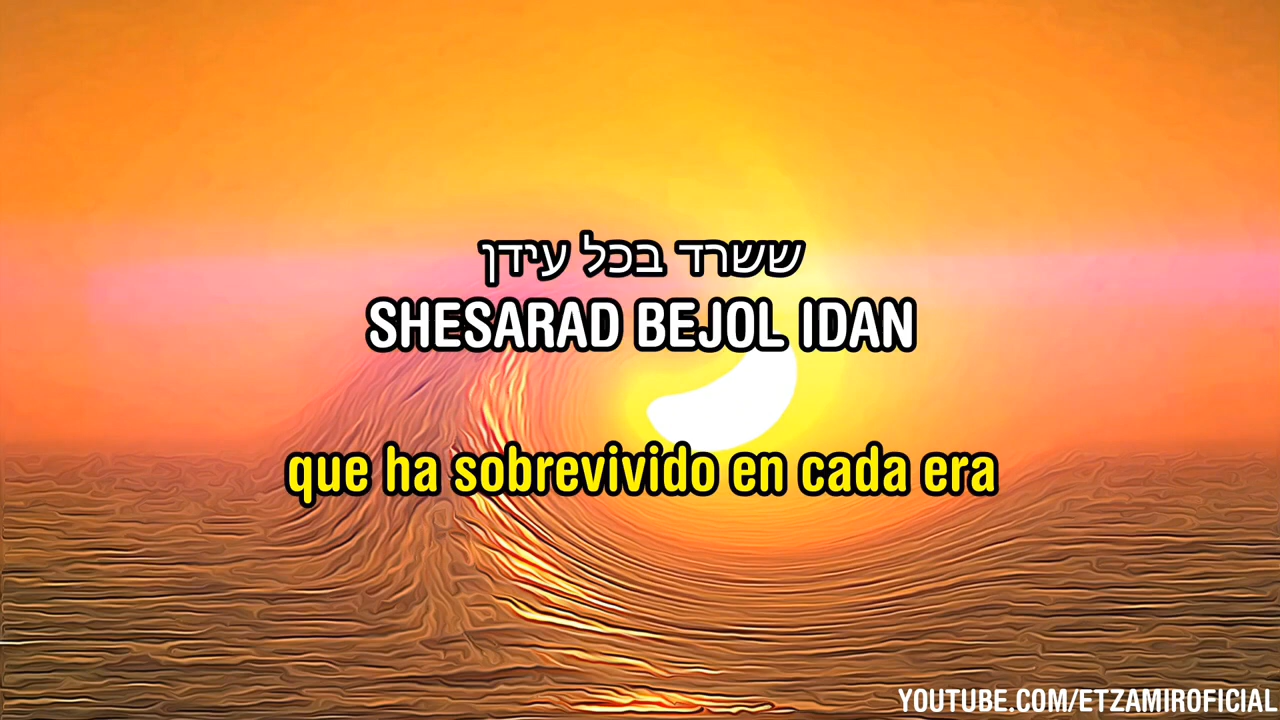 ששרד בכל עידן
SHESARAD BEJOL IDAN
que ha sobrevivido en cada era
YOUTUBE.COM/ETZAMIROFICIAL